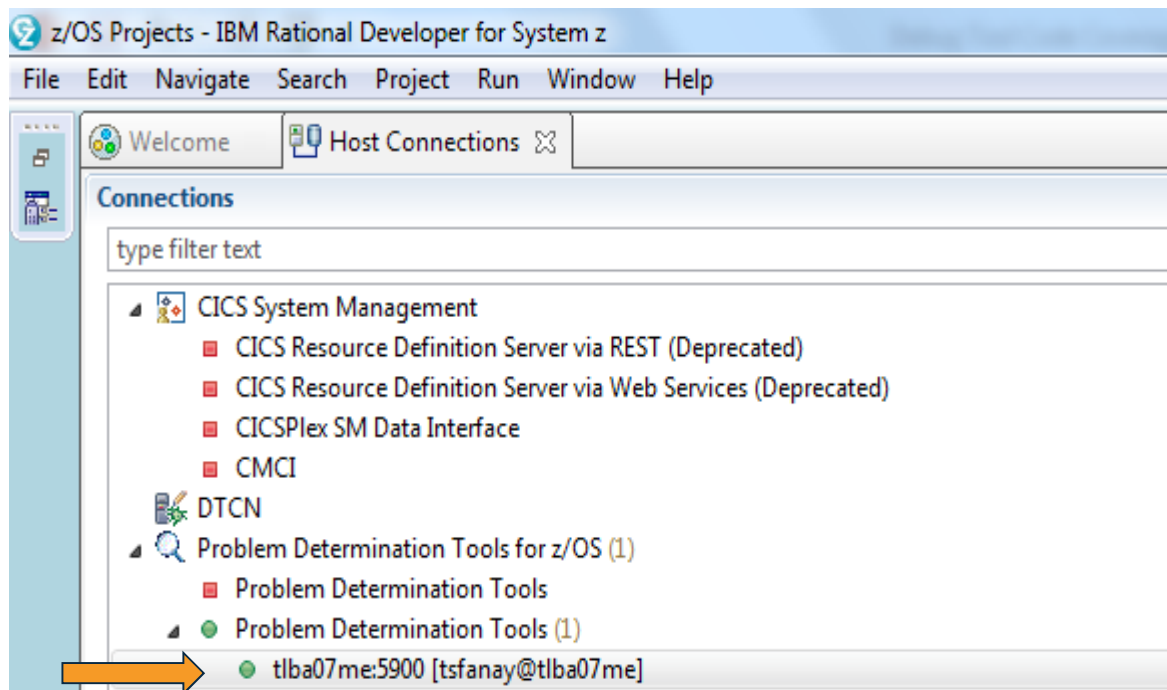 z/OS Projects - IBM Rational Developer for System z
File Edit Navigate Search Project Run Window Help
Welcome Host Connections
Connections
type filter text
CICS System Management
CICS Resource Definition Server via REST (Deprecated)
CICS Resource Definition Server via Web Services (Deprecated)
CICSPlex SM Data Interface
CMCI
DTCN
Problem Determination Tools for z/OS (1)
Problem Determination Tools
Problem Determination Tools (1)
tlba07me:5900 [tsfanay@tlba07me]